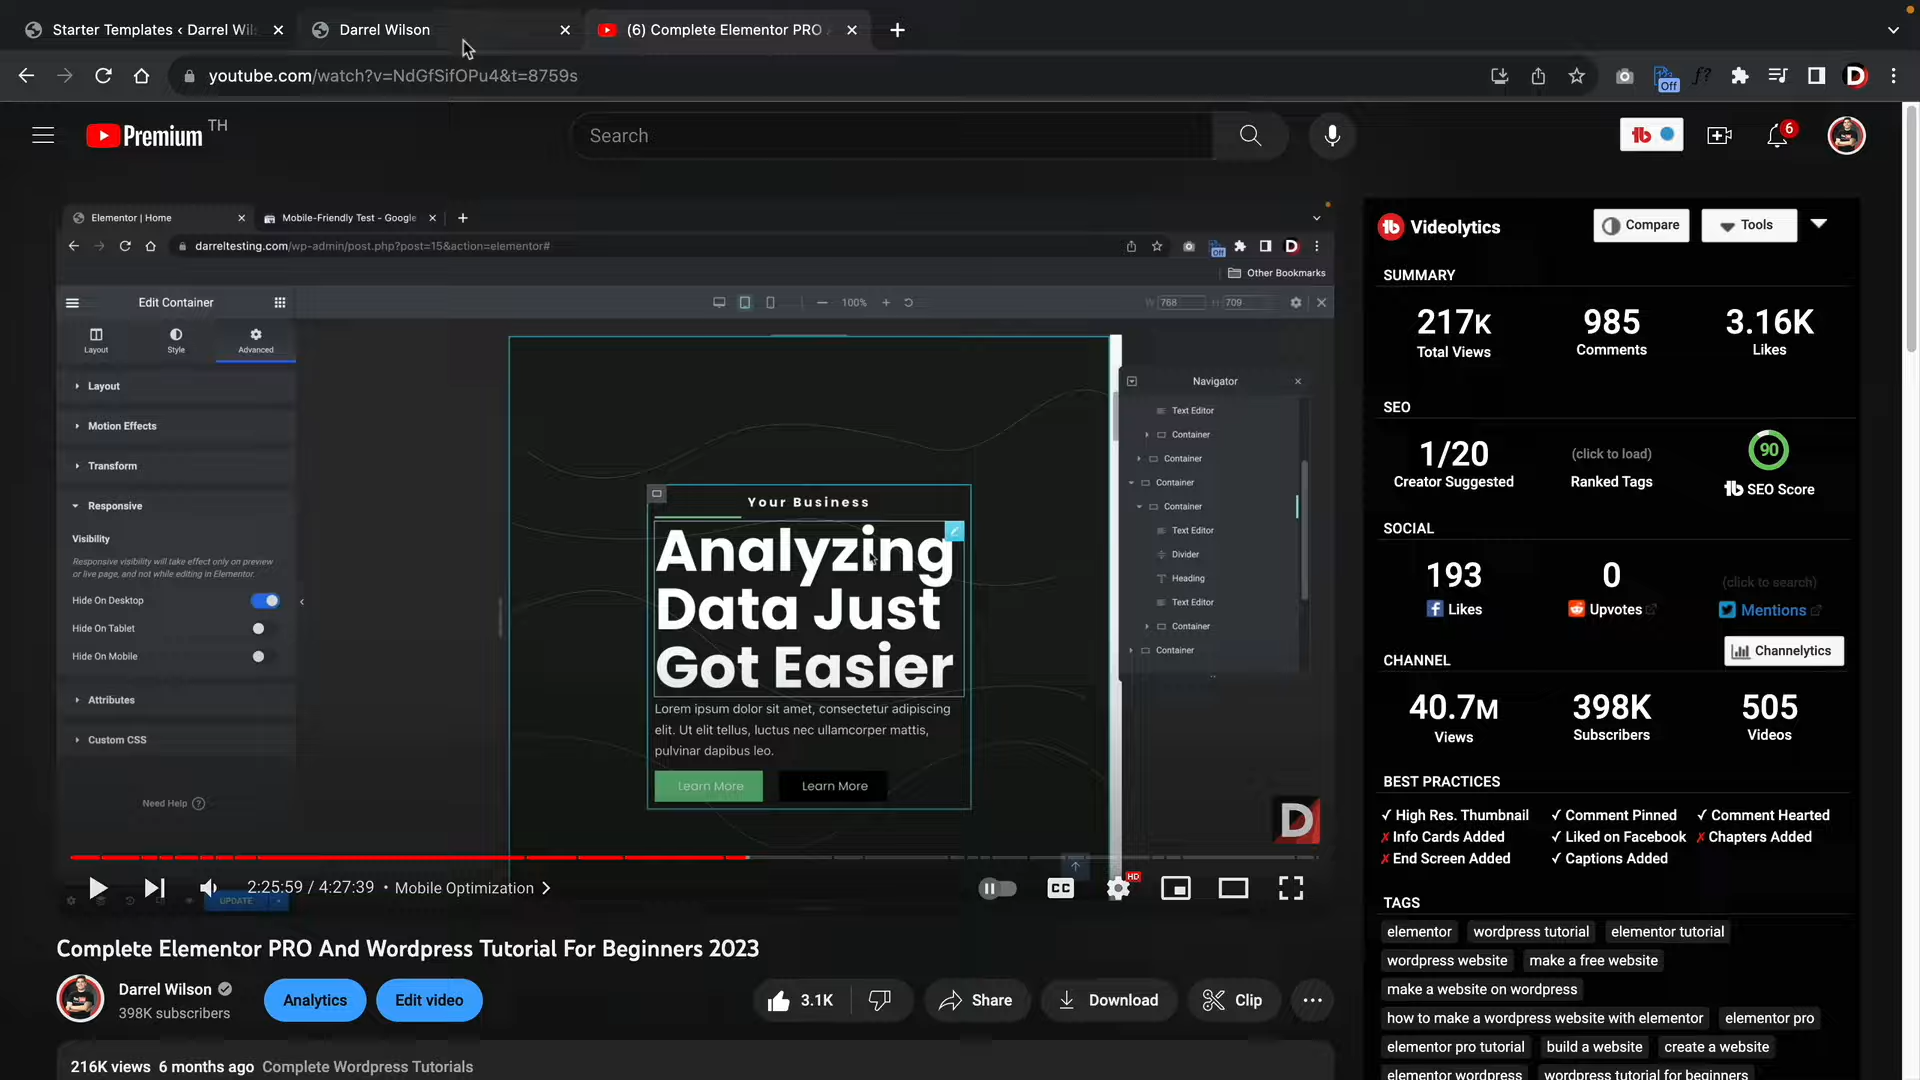 Starter Templates ‹ Darrel Wil
Darrel Wilson
(6) Complete Elementor PRO
youtube.com/watch?v=NdGfSifOPu4&t=8759s
Off
f?
D
Premium TH
Search
6
Elementor | Home
Mobile-Friendly Test - Google
darreltesting.com/wp-admin/post.php?post=15&action=elementor#
Other Bookmarks
Edit Container
100%
W 768
H 709
Layout
Style
Advanced
Layout
Motion Effects
Transform
Responsive
Visibility
Responsive visibility will take effect only on preview
or live page, and not while editing in Elementor.
Hide On Desktop
Hide On Tablet
Hide On Mobile
Attributes
Custom CSS
Need Help
UPDATE
Your Business
Analyzing
Data Just
Got Easier
Lorem ipsum dolor sit amet, consectetur adipiscing
elit. Ut elit tellus, luctus nec ullamcorper mattis,
pulvinar dapibus leo.
Learn More
Learn More
Navigator
Text Editor
Container
Container
Container
Container
Text Editor
Divider
Heading
Text Editor
Container
Container
D
2:25:59 / 4:27:39 • Mobile Optimization
CC
HD
Complete Elementor PRO And Wordpress Tutorial For Beginners 2023
Darrel Wilson
398K subscribers
Analytics
Edit video
3.1K
Share
Download
Clip
216K views 6 months ago Complete Wordpress Tutorials
Videolytics
Compare
Tools
SUMMARY
217K
Total Views
985
Comments
3.16K
Likes
SEO
1/20
Creator Suggested
(click to load)
Ranked Tags
90
SEO Score
SOCIAL
193
Likes
0
Upvotes
(click to search)
Mentions
CHANNEL
Channelytics
40.7M
Views
398K
Subscribers
505
Videos
BEST PRACTICES
✓ High Res. Thumbnail
✓ Comment Pinned
✓ Comment Hearted
✗ Info Cards Added
✓ Liked on Facebook
✗ Chapters Added
✗ End Screen Added
✓ Captions Added
TAGS
elementor
wordpress tutorial
elementor tutorial
wordpress website
make a free website
make a website on wordpress
how to make a wordpress website with elementor
elementor pro
elementor pro tutorial
build a website
create a website
elementor wordpress
wordpress tutorial for beginners